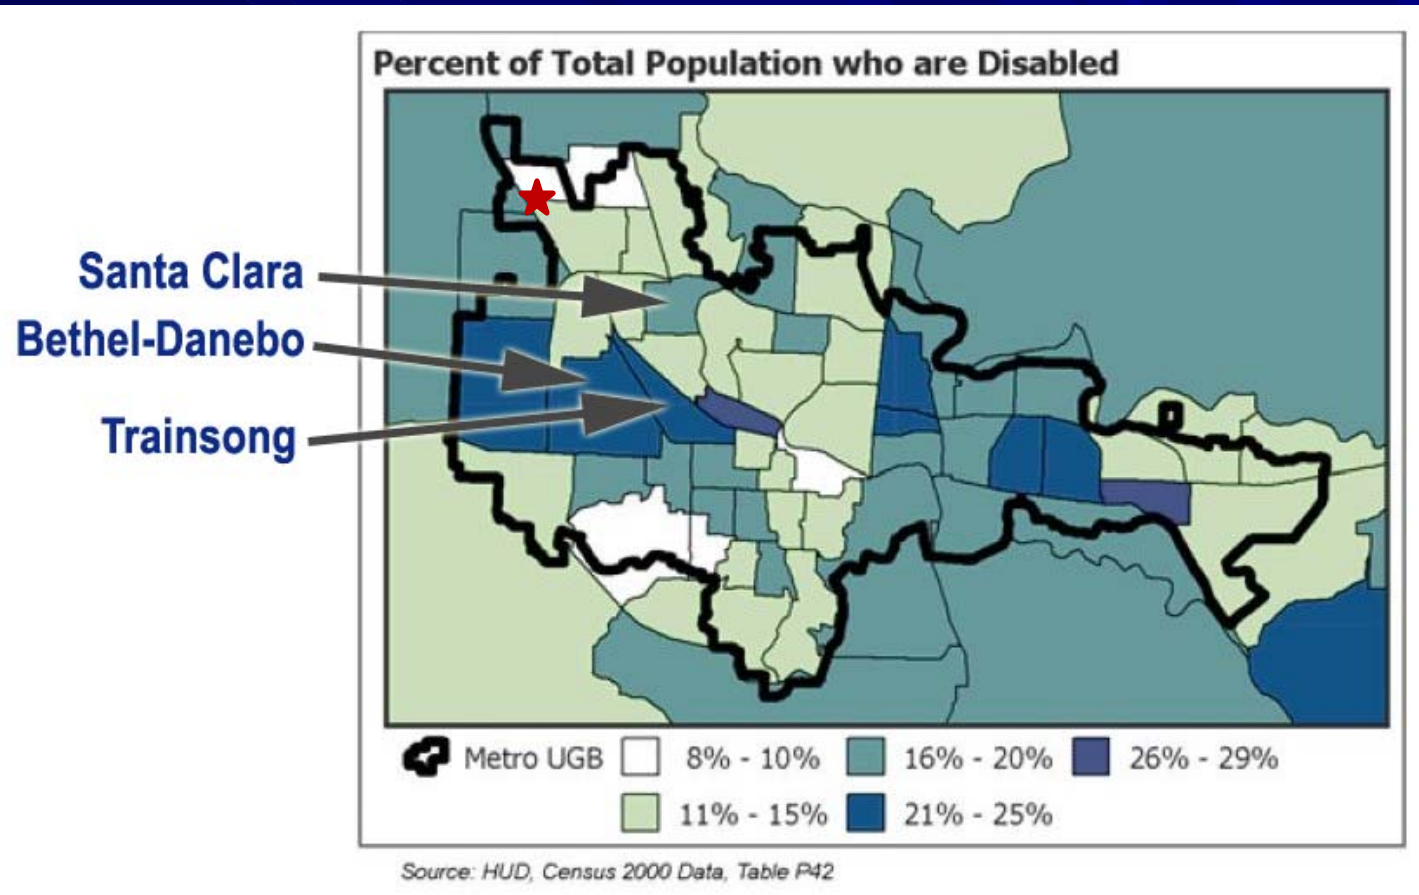 Percent of Total Population who are Disabled
Santa Clara
Bethel-Danebo
Trainsong
Metro UGB 8% - 10% 16% - 20% 26% - 29%
11% - 15% 21% - 25%
Source: HUD, Census 2000 Data, Table P42